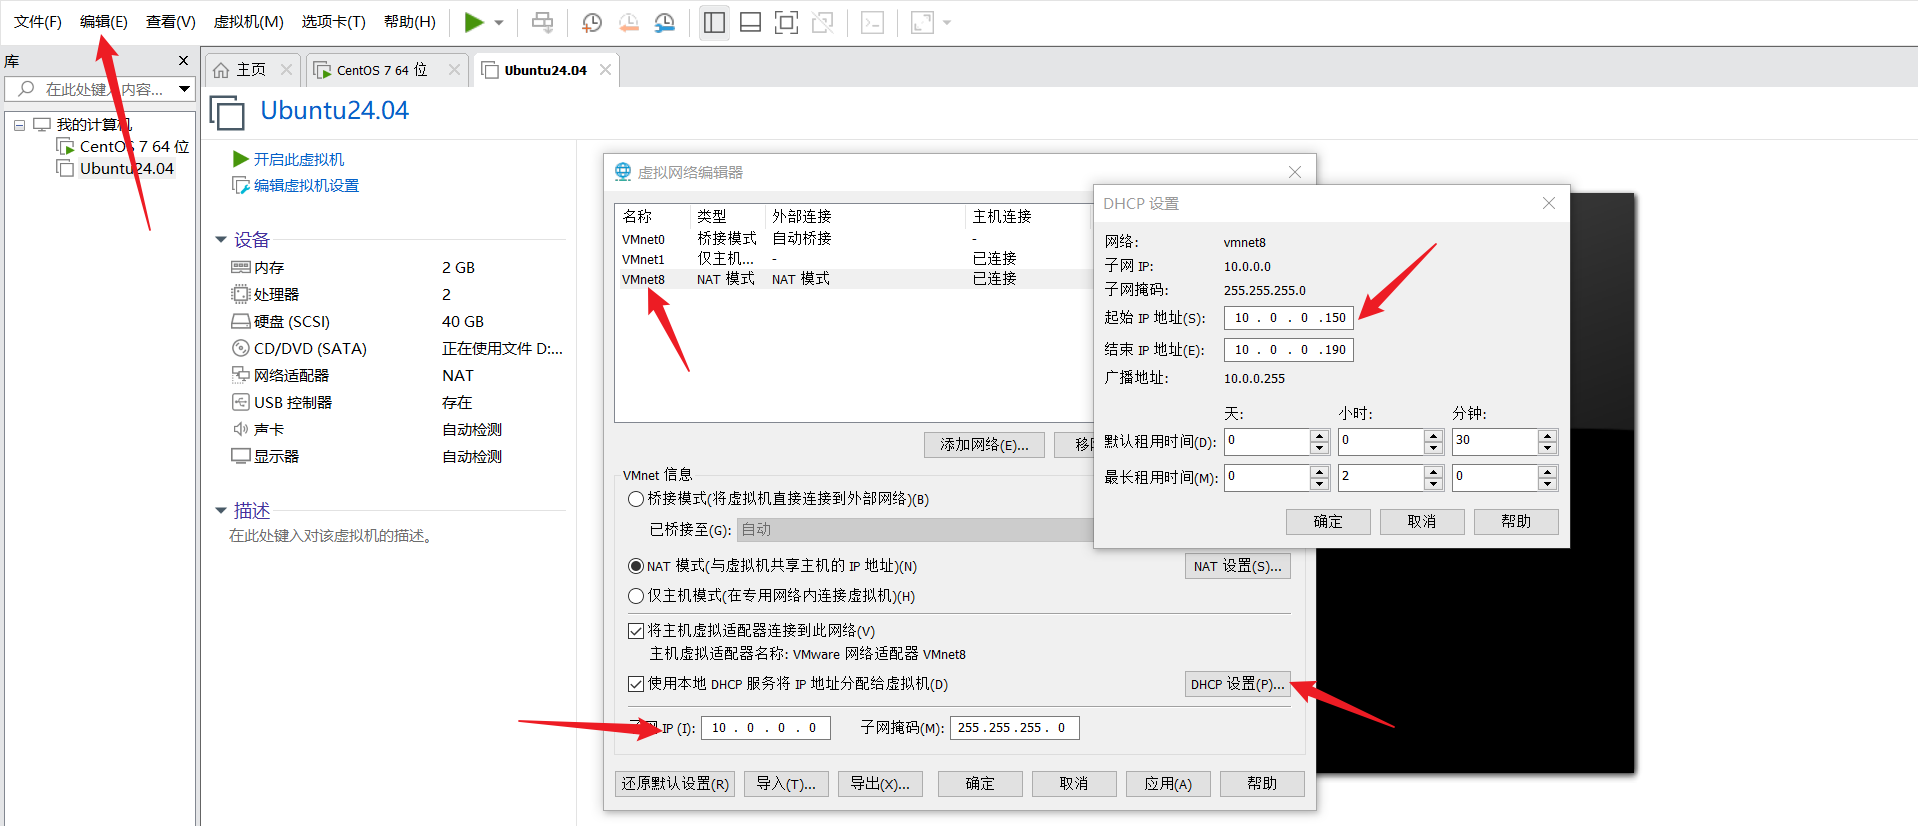 文件(F) 编辑(E) 查看(V) 虚拟机(M) 选项卡(T) 帮助(H)
库
在此处键入内容...
我的计算机
CentOS 7 64 位
Ubuntu24.04
主页 CentOS 7 64 位 Ubuntu24.04
Ubuntu24.04
开启此虚拟机
编辑虚拟机设置
设备
内存 2 GB
处理器 2
硬盘 (SCSI) 40 GB
CD/DVD (SATA) 正在使用文件 D:...
网络适配器 NAT
USB 控制器 存在
声卡 自动检测
显示器 自动检测
描述
在此处键入对该虚拟机的描述。
虚拟网络编辑器
名称 类型 外部连接 主机连接
VMnet0 桥接模式 自动桥接 -
VMnet1 仅主机... - 已连接
VMnet8 NAT 模式 NAT 模式 已连接
添加网络(E)... 移
VMnet 信息
桥接模式(将虚拟机直接连接到外部网络)(B)
已桥接至(G): 自动
NAT 模式(与虚拟机共享主机的 IP 地址)(N) NAT 设置(S)...
仅主机模式(在专用网络内连接虚拟机)(H)
将主机虚拟适配器连接到此网络(V)
主机虚拟适配器名称: VMware 网络适配器 VMnet8
使用本地 DHCP 服务将 IP 地址分配给虚拟机(D) DHCP 设置(P)...
子网 IP (I): 10 . 0 . 0 . 0 子网掩码(M): 255 . 255 . 255 . 0
还原默认设置(R) 导入(T)... 导出(X)... 确定 取消 应用(A) 帮助
DHCP 设置
网络: vmnet8
子网 IP: 10.0.0.0
子网掩码: 255.255.255.0
起始 IP 地址(S): 10 . 0 . 0 .150
结束 IP 地址(E): 10 . 0 . 0 .190
广播地址: 10.0.0.255
天: 小时: 分钟:
默认租用时间(D): 0 0 30
最长租用时间(M): 0 2 0
确定 取消 帮助